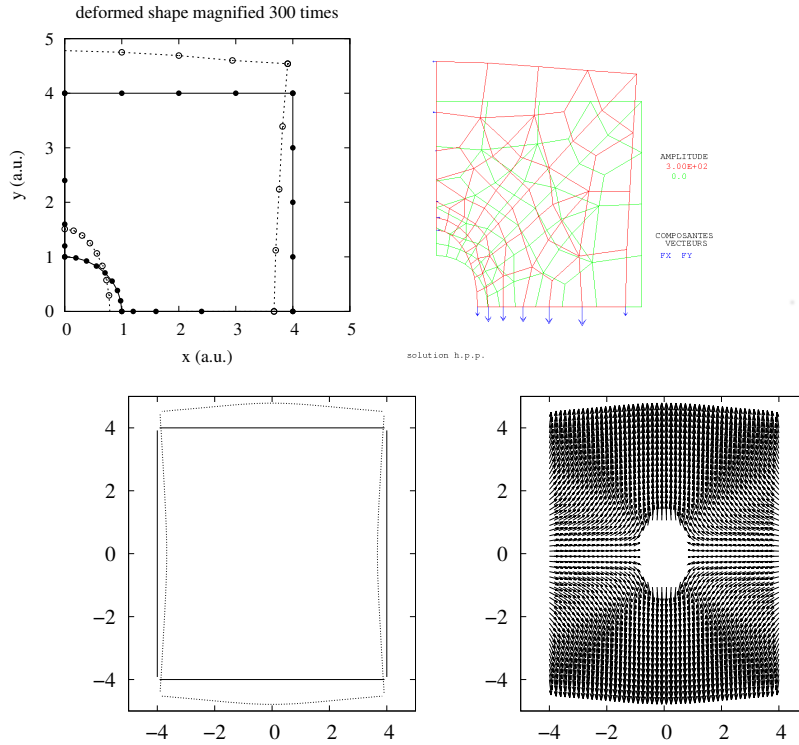 deformed shape magnified 300 times
5
4
3
2
1
0
y (a.u.)
0 1 2 3 4 5
x (a.u.)
AMPLITUDE
3.00E+02
0.0
COMPOSANTES
VECTEURS
FX FY
solution h.p.p.
4
2
0
−2
−4
−4 −2 0 2 4
4
2
0
−2
−4
−4 −2 0 2 4